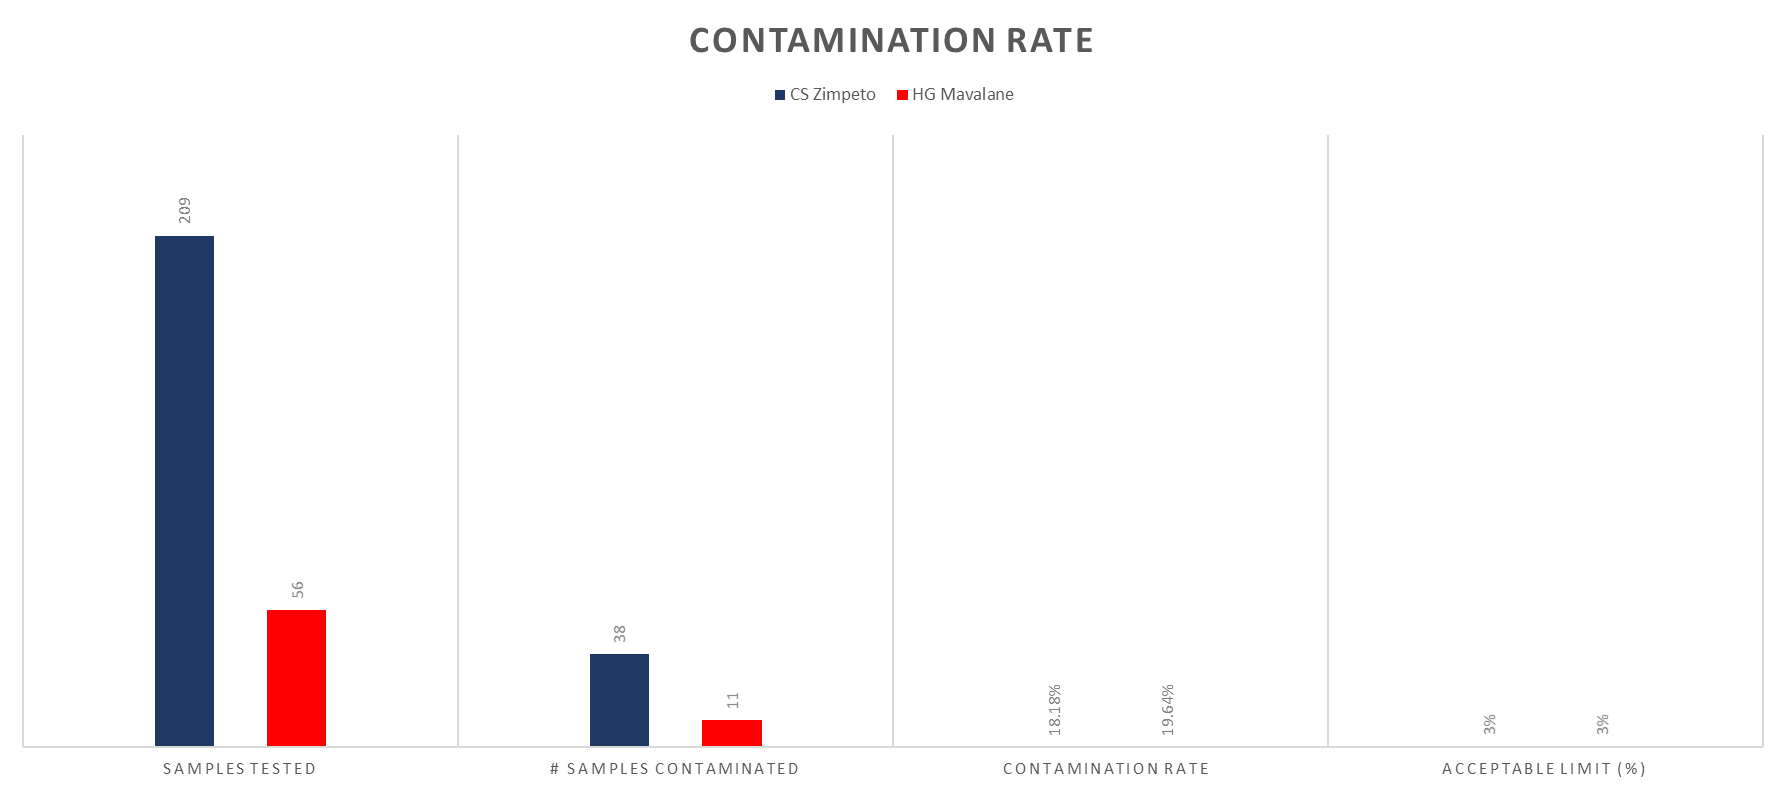 CONTAMINATION RATE
CS Zimpeto HG Mavalane
209
56
38
11
18.18%
19.64%
3%
3%
SAMPLES TESTED
# SAMPLES CONTAMINATED
CONTAMINATION RATE
ACCEPTABLE LIMIT (%)